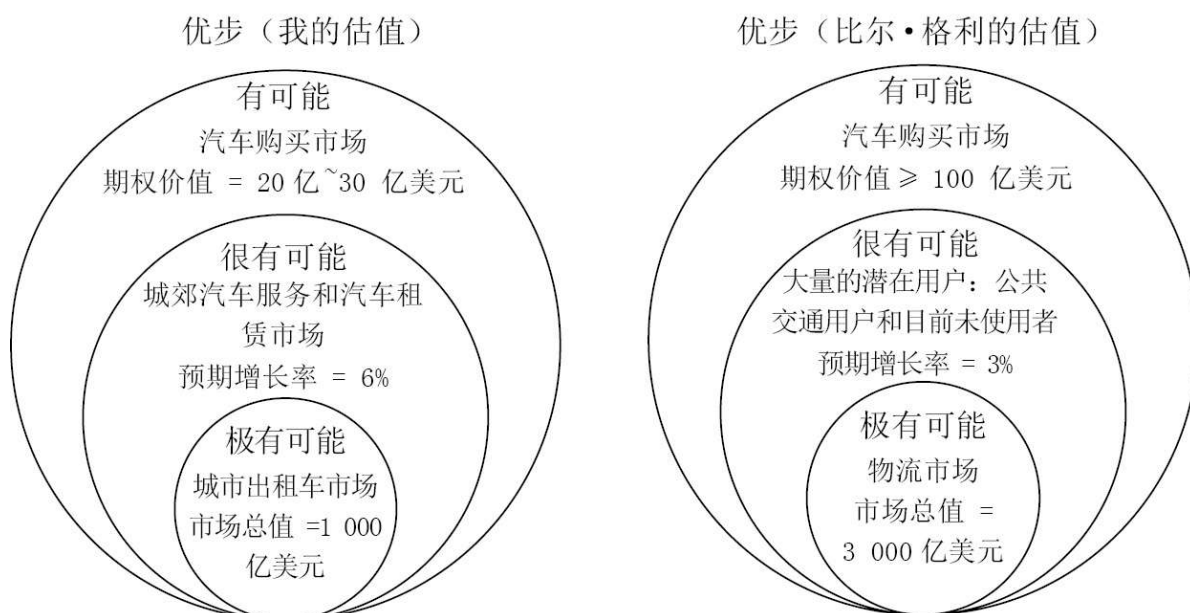 优步（我的估值）
有可能
汽车购买市场
期权价值 = 20 亿~30 亿美元
很有可能
城郊汽车服务和汽车租
赁市场
预期增长率 = 6%
极有可能
城市出租车市场
市场总值 =1 000
亿美元
优步（比尔·格利的估值）
有可能
汽车购买市场
期权价值 ≥ 100 亿美元
很有可能
大量的潜在用户：公共
交通用户和目前未使用者
预期增长率 = 3%
极有可能
物流市场
市场总值 =
3 000 亿美元